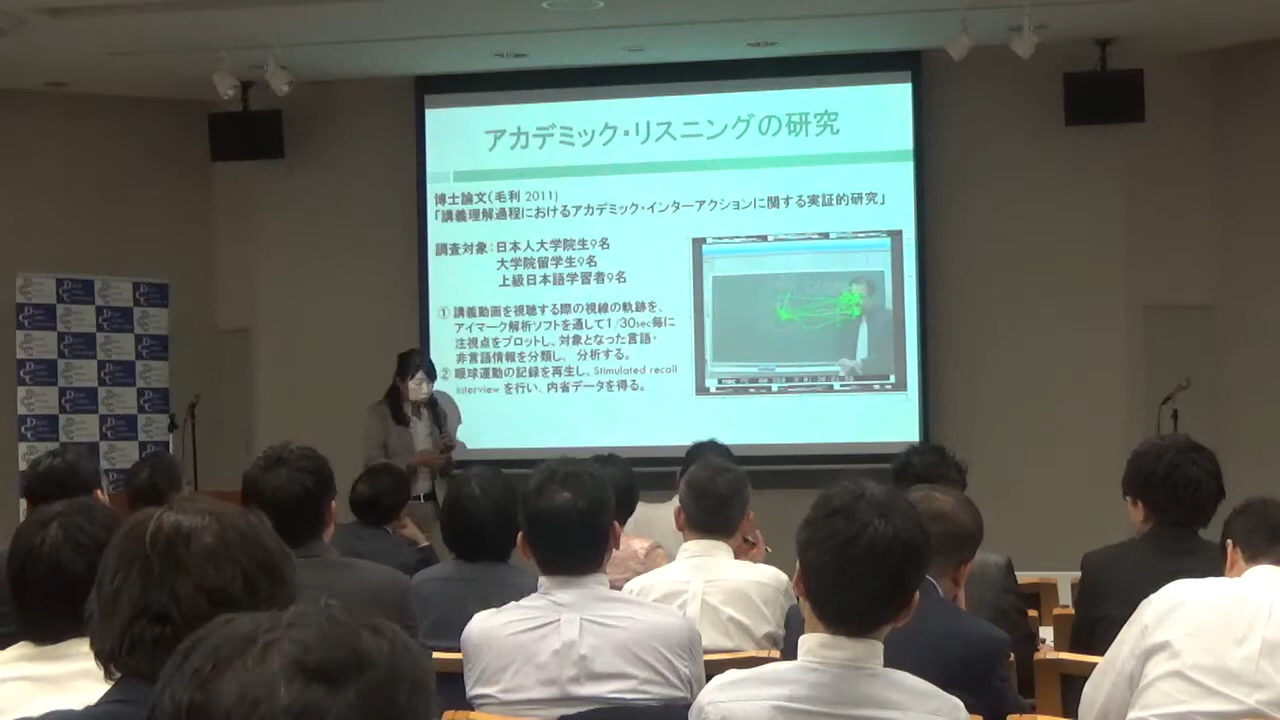 アカデミック・リスニングの研究
博士論文(毛利 2011)
「講義理解過程におけるアカデミック・インターアクションに関する実証的研究」
調査対象：日本人大学院生9名
大学院留学生9名
上級日本語学習者9名
① 講義動画を視聴する際の視線の軌跡を、
アイマーク解析ソフトを通して1/30sec毎に
注視点をプロットし、対象となった言語・
非言語情報を分類し、分析する。
② 眼球運動の記録を再生し、Stimulated recall
interview を行い、内省データを得る。